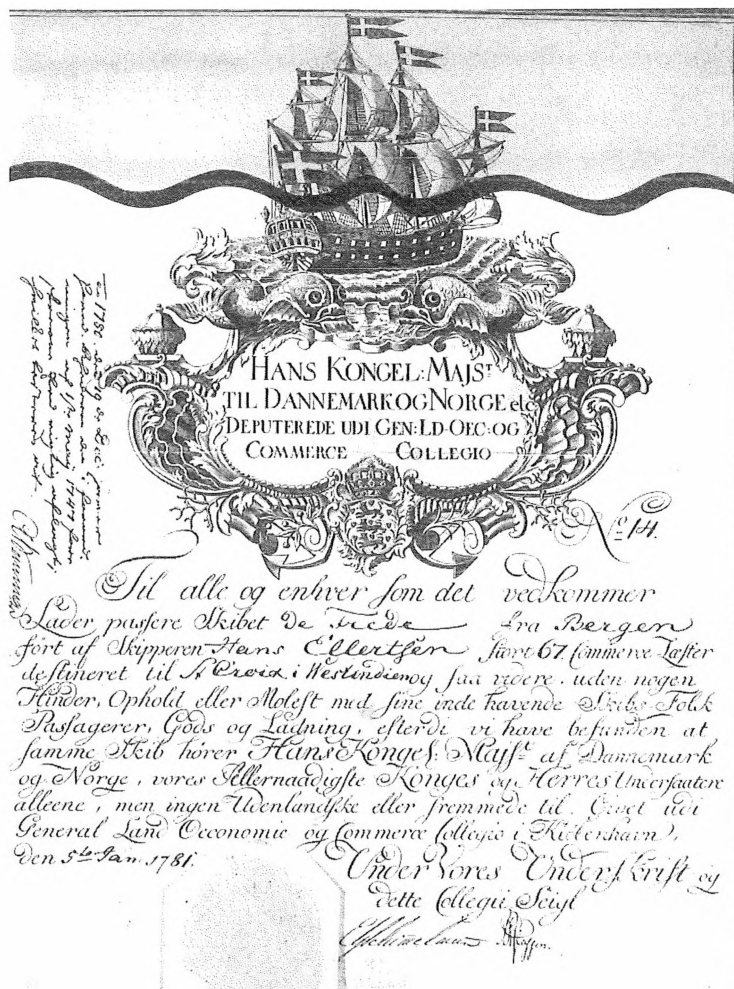 HANS KONGEL: MAJST
TIL DANNEMARK OG NORGE etc
DEPUTEREDE UDI GEN: LD. OEC: OG
COMMERCE COLLEGIO
No 14.
Til alle og enhver som det vedkommer
Lader passere Skibet De Frede fra Bergen
ført af Skipperen Hans Ellertsen stort 67 Commerce Læster
destineret til St Croix i Westindien og saa videre, uden nogen
Hinder, Ophold eller Molest med sine inde havende Skibs-Folk
Passagerer, Gods og Ladning, efterdi vi have befunden at
samme Skib hører Hans Kongel: Majst af Dannemark
og Norge, vores Allernaadigste Konges og Herres Undersaatere
alleene, men ingen Udenlandske eller fremmede til. Givet udi
General Land Oeconomie og Commerce Collegio i Kiöbenhavn,
den 5te Jan. 1781.
Under Vores Underskrift og
dette Collegii Seigl